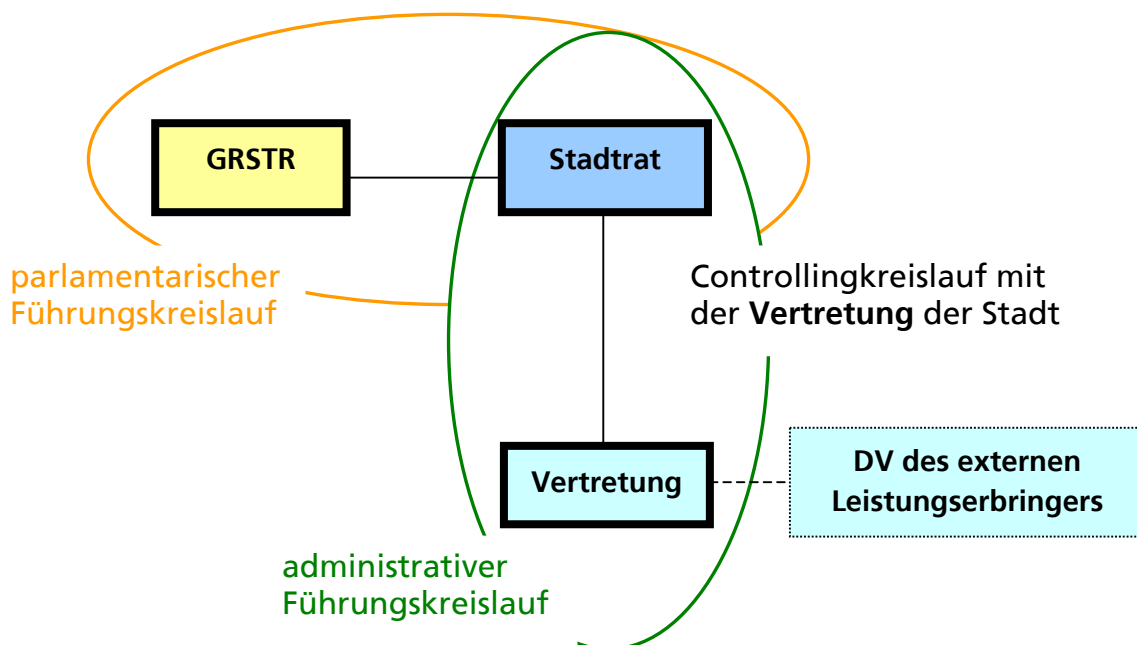 GRSTR
Stadtrat
parlamentarischer
Führungskreislauf
Controllingkreislauf mit
der Vertretung der Stadt
Vertretung
DV des externen
Leistungserbringers
administrativer
Führungskreislauf